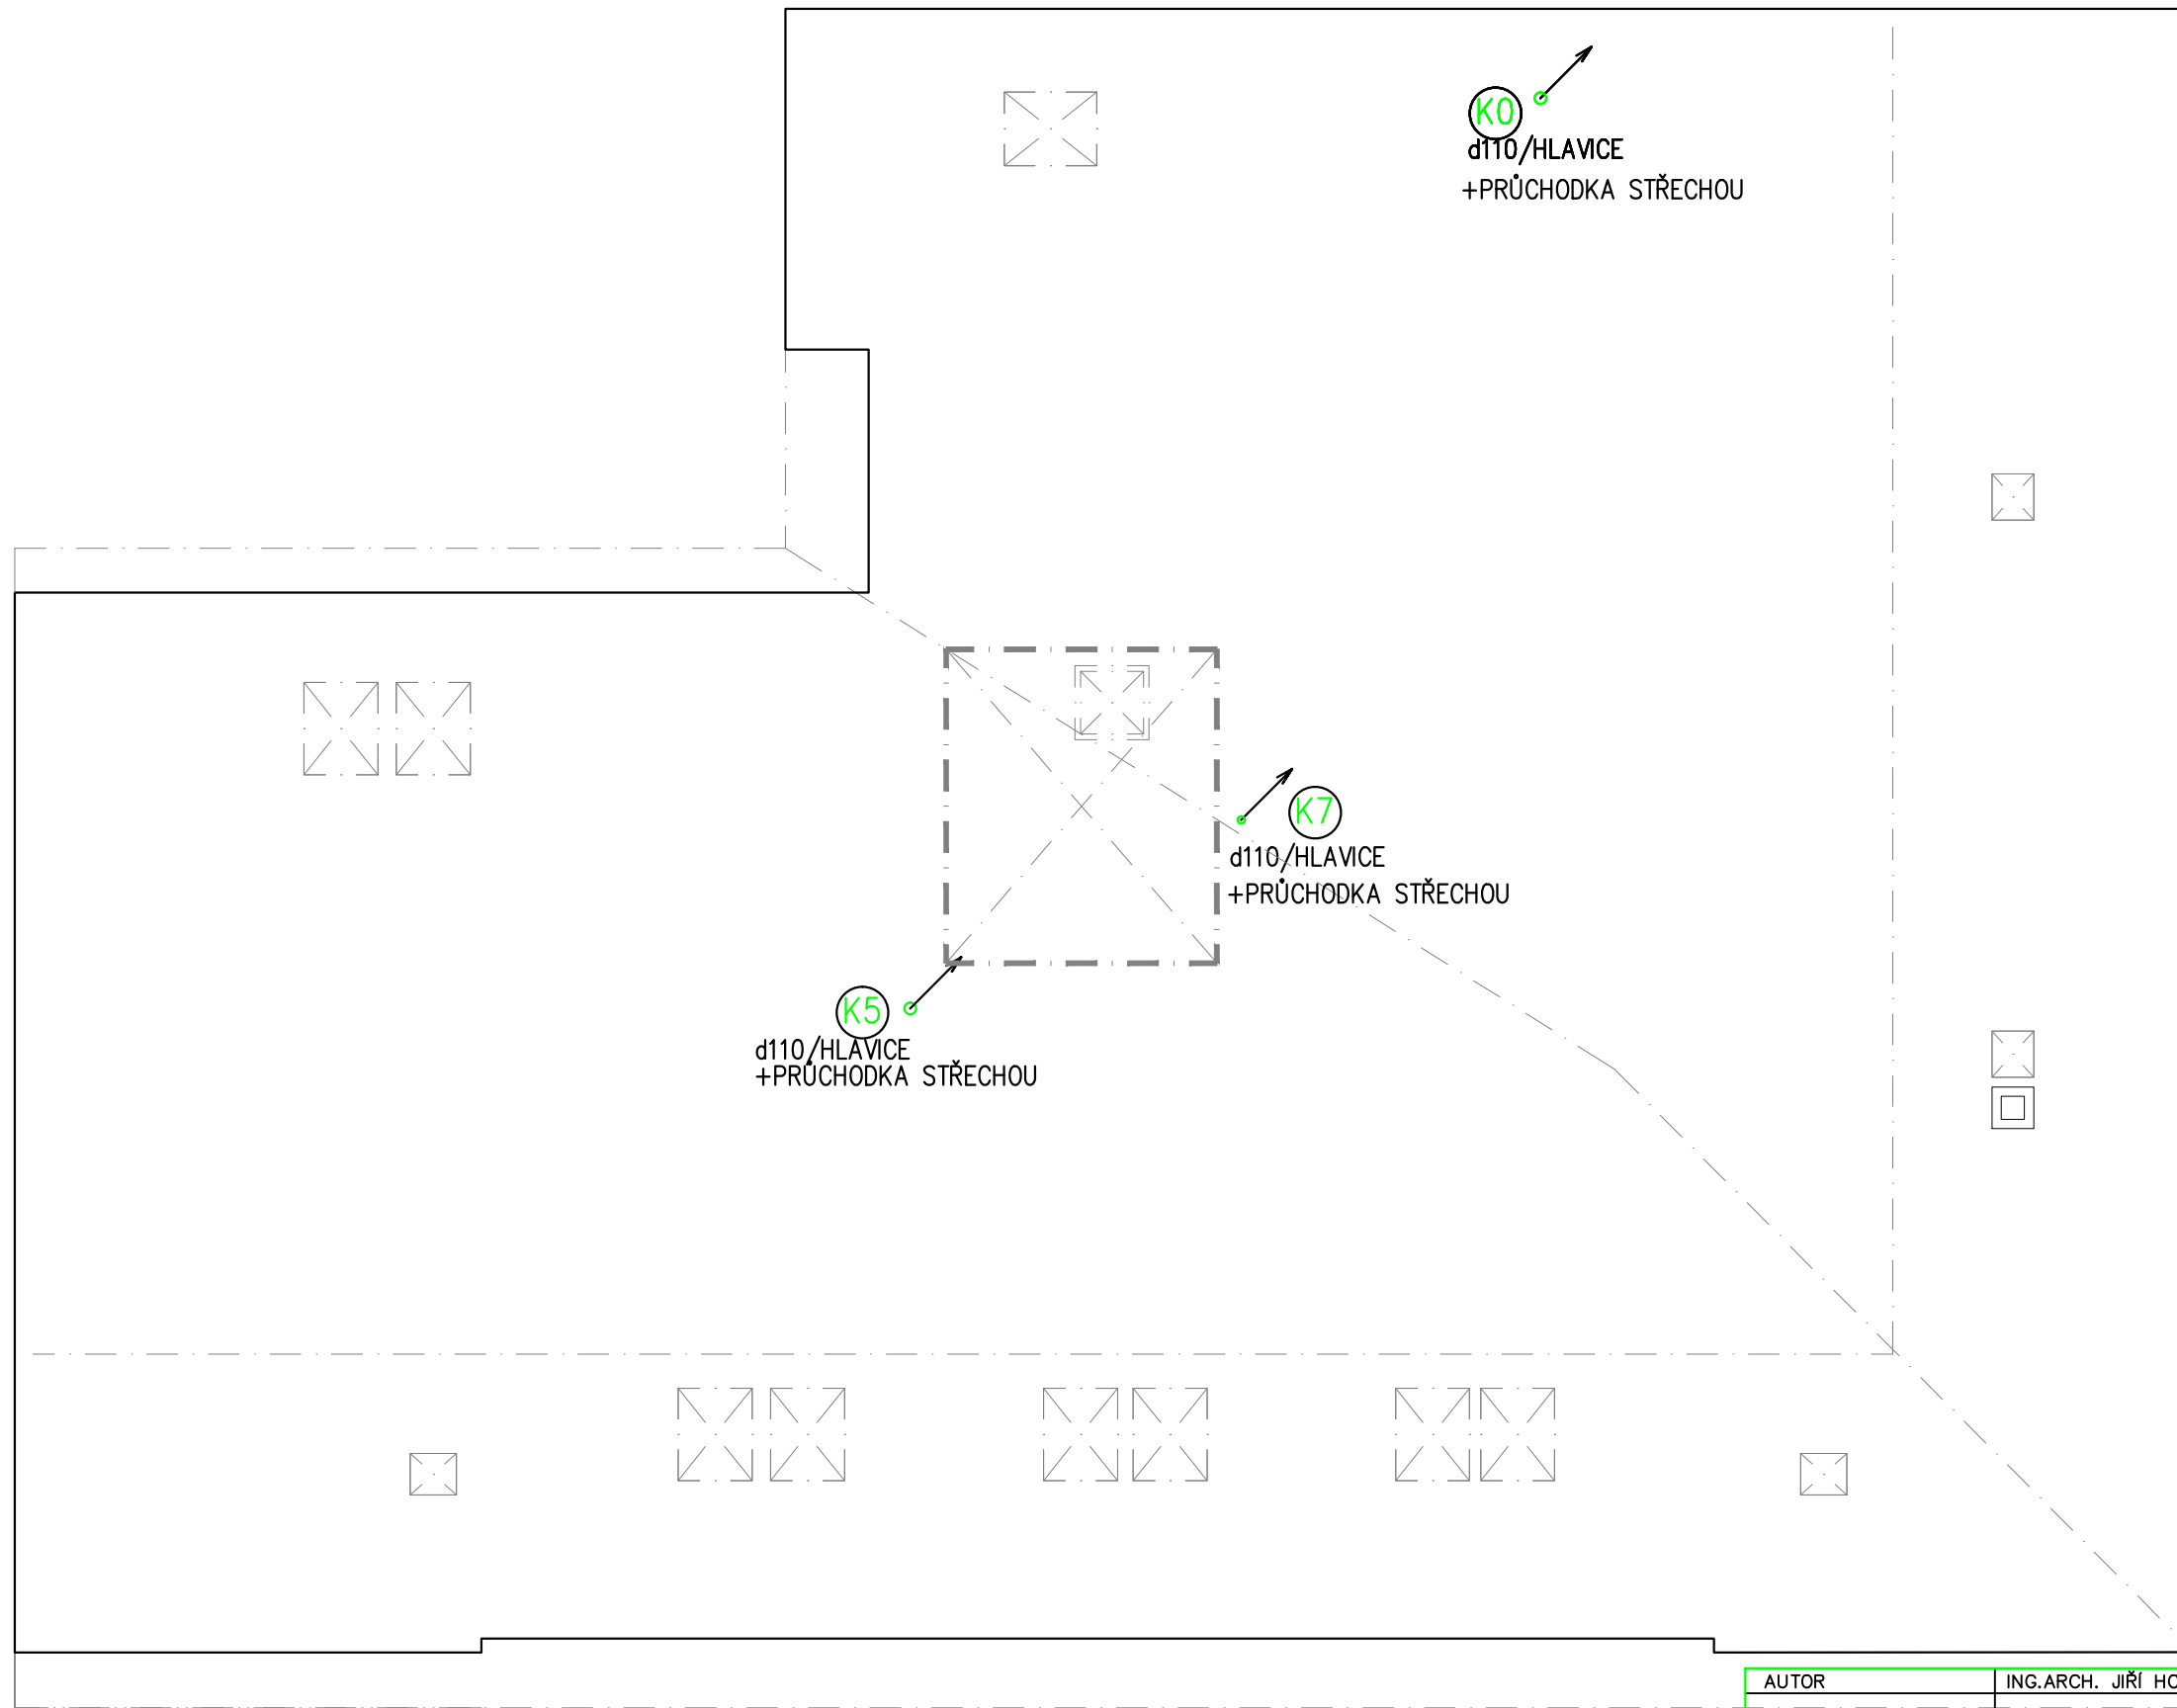 K0
d110/HLAVICE
+PRŮCHODKA STŘECHOU
K7
d110/HLAVICE
+PRŮCHODKA STŘECHOU
K5
d110/HLAVICE
+PRŮCHODKA STŘECHOU
AUTOR
ING.ARCH. JIŘÍ